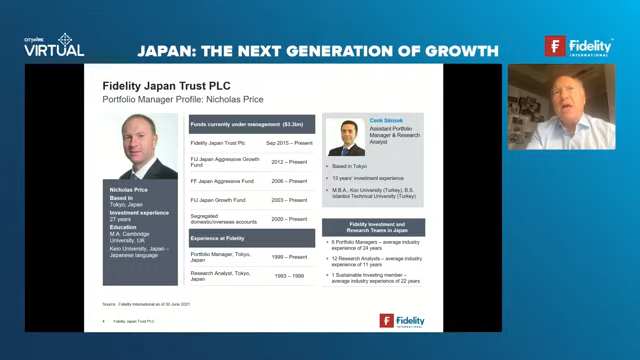 CITYWIRE
VIRTUAL
JAPAN: THE NEXT GENERATION OF GROWTH
Fidelity
INTERNATIONAL
Fidelity Japan Trust PLC
Portfolio Manager Profile: Nicholas Price
Nicholas Price
Based in
Tokyo, Japan
Investment experience
27 years
Education
M.A. Cambridge
University, UK
Keio University, Japan –
Japanese language
Funds currently under management ($3.3bn)
Fidelity Japan Trust Plc
Sep 2015 – Present
FIJ Japan Aggressive Growth
Fund
2012 – Present
FF Japan Aggressive Fund
2006 – Present
FIJ Japan Growth Fund
2003 – Present
Segregated
domestic/overseas accounts
2000 – Present
Experience at Fidelity
Portfolio Manager, Tokyo,
Japan
1999 – Present
Research Analyst, Tokyo,
Japan
1993 – 1999
Cenk Simsek
Assistant Portfolio
Manager & Research
Analyst
• Based in Tokyo
• 13 years' investment experience
• M.B.A., Koc University (Turkey), B.S.
Istanbul Technical University (Turkey)
Fidelity Investment and
Research Teams in Japan
• 6 Portfolio Managers – average industry
experience of 24 years
• 12 Research Analysts – average industry
experience of 11 years
• 1 Sustainable Investing member –
average industry experience of 22 years
Source: Fidelity International as of 30 June 2021
Fidelity Japan Trust PLC
Fidelity
INTERNATIONAL